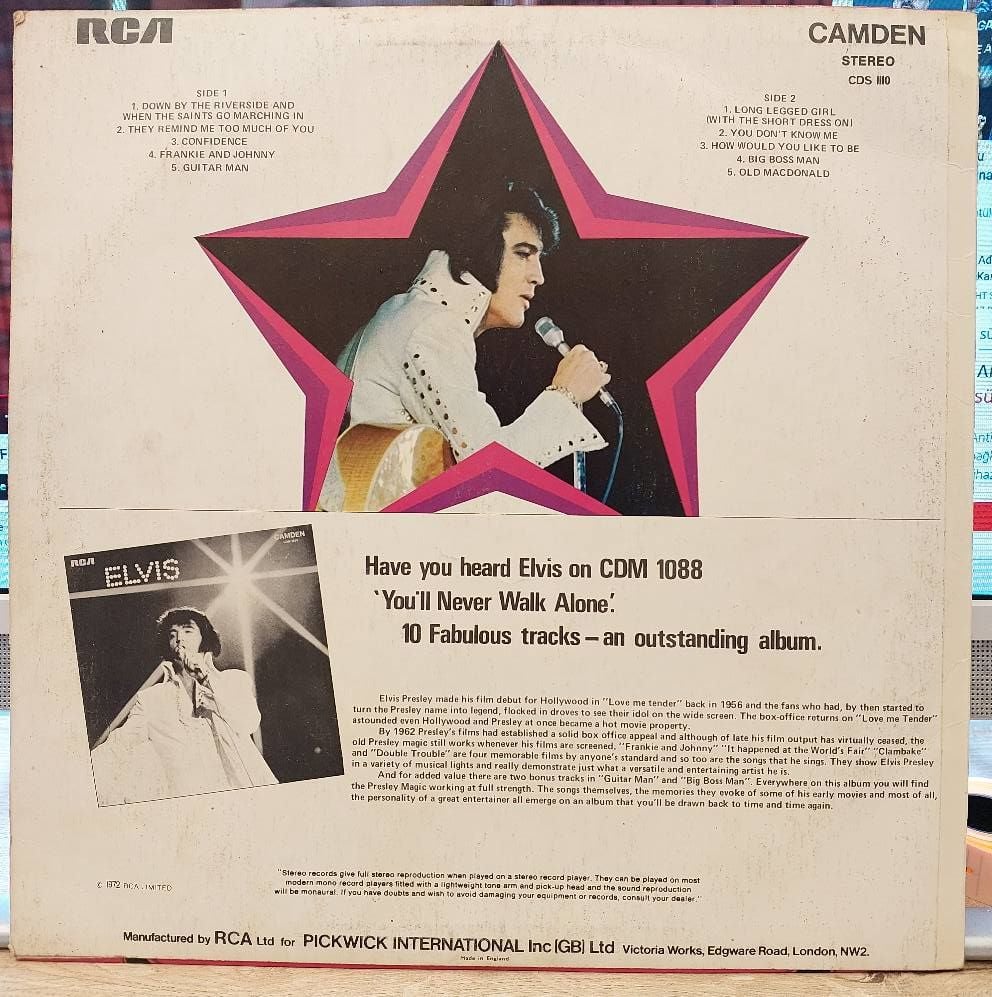 RCA
CAMDEN
STEREO
CDS 1110
SIDE 1
1. DOWN BY THE RIVERSIDE AND
WHEN THE SAINTS GO MARCHING IN
2. THEY REMIND ME TOO MUCH OF YOU
3. CONFIDENCE
4. FRANKIE AND JOHNNY
5. GUITAR MAN
SIDE 2
1. LONG LEGGED GIRL
(WITH THE SHORT DRESS ON)
2. YOU DON'T KNOW ME
3. HOW WOULD YOU LIKE TO BE
4. BIG BOSS MAN
5. OLD MACDONALD
RCA
CAMDEN
ELVIS
Have you heard Elvis on CDM 1088
'You'll Never Walk Alone'.
10 Fabulous tracks – an outstanding album.
Elvis Presley made his film debut for Hollywood in "Love me tender" back in 1956 and the fans who had, by then started to
turn the Presley name into legend, flocked in droves to see their idol on the wide screen. The box-office returns on "Love me Tender"
astounded even Hollywood and Presley at once became a hot movie property.
By 1962 Presley's films had established a solid box office appeal and although of late his film output has virtually ceased, the
old Presley magic still works whenever his films are screened, "Frankie and Johnny" "It happened at the World's Fair" "Clambake"
and "Double Trouble" are four memorable films by anyone's standard and so too are the songs that he sings. They show Elvis Presley
in a variety of musical lights and really demonstrate just what a versatile and entertaining artist he is.
And for added value there are two bonus tracks in "Guitar Man" and "Big Boss Man". Everywhere on this album you will find
the Presley Magic working at full strength. The songs themselves, the memories they evoke of some of his early movies and most of all,
the personality of a great entertainer all emerge on an album that you'll be drawn back to time and time again.
"Stereo records give full stereo reproduction when played on a stereo record player. They can be played on most
modern mono record players fitted with a lightweight tone arm and pick-up head and the sound reproduction
will be monaural. If you have doubts and wish to avoid damaging your equipment or records, consult your dealer."
© 1972 RCA LIMITED
Manufactured by RCA Ltd for PICKWICK INTERNATIONAL Inc (GB) Ltd Victoria Works, Edgware Road, London, NW2.
Made in England